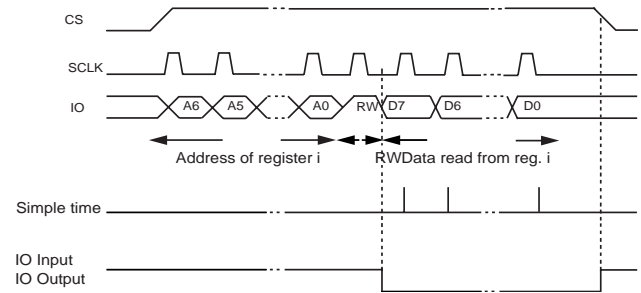 CS
SCLK
IO A6 A5 A0 RW D7 D6 D0
Address of register i RWData read from reg. i
Simple time
IO Input
IO Output